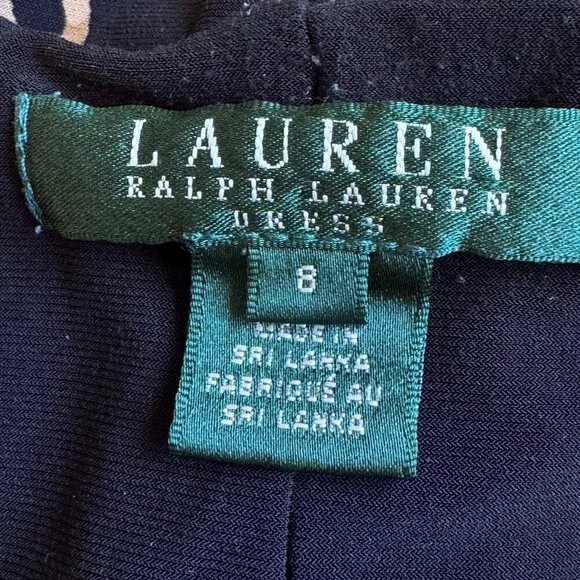 LAUREN
RALPH LAUREN
DRESS
8
MADE IN
SRI LANKA
FABRIQUÉ AU
SRI LANKA